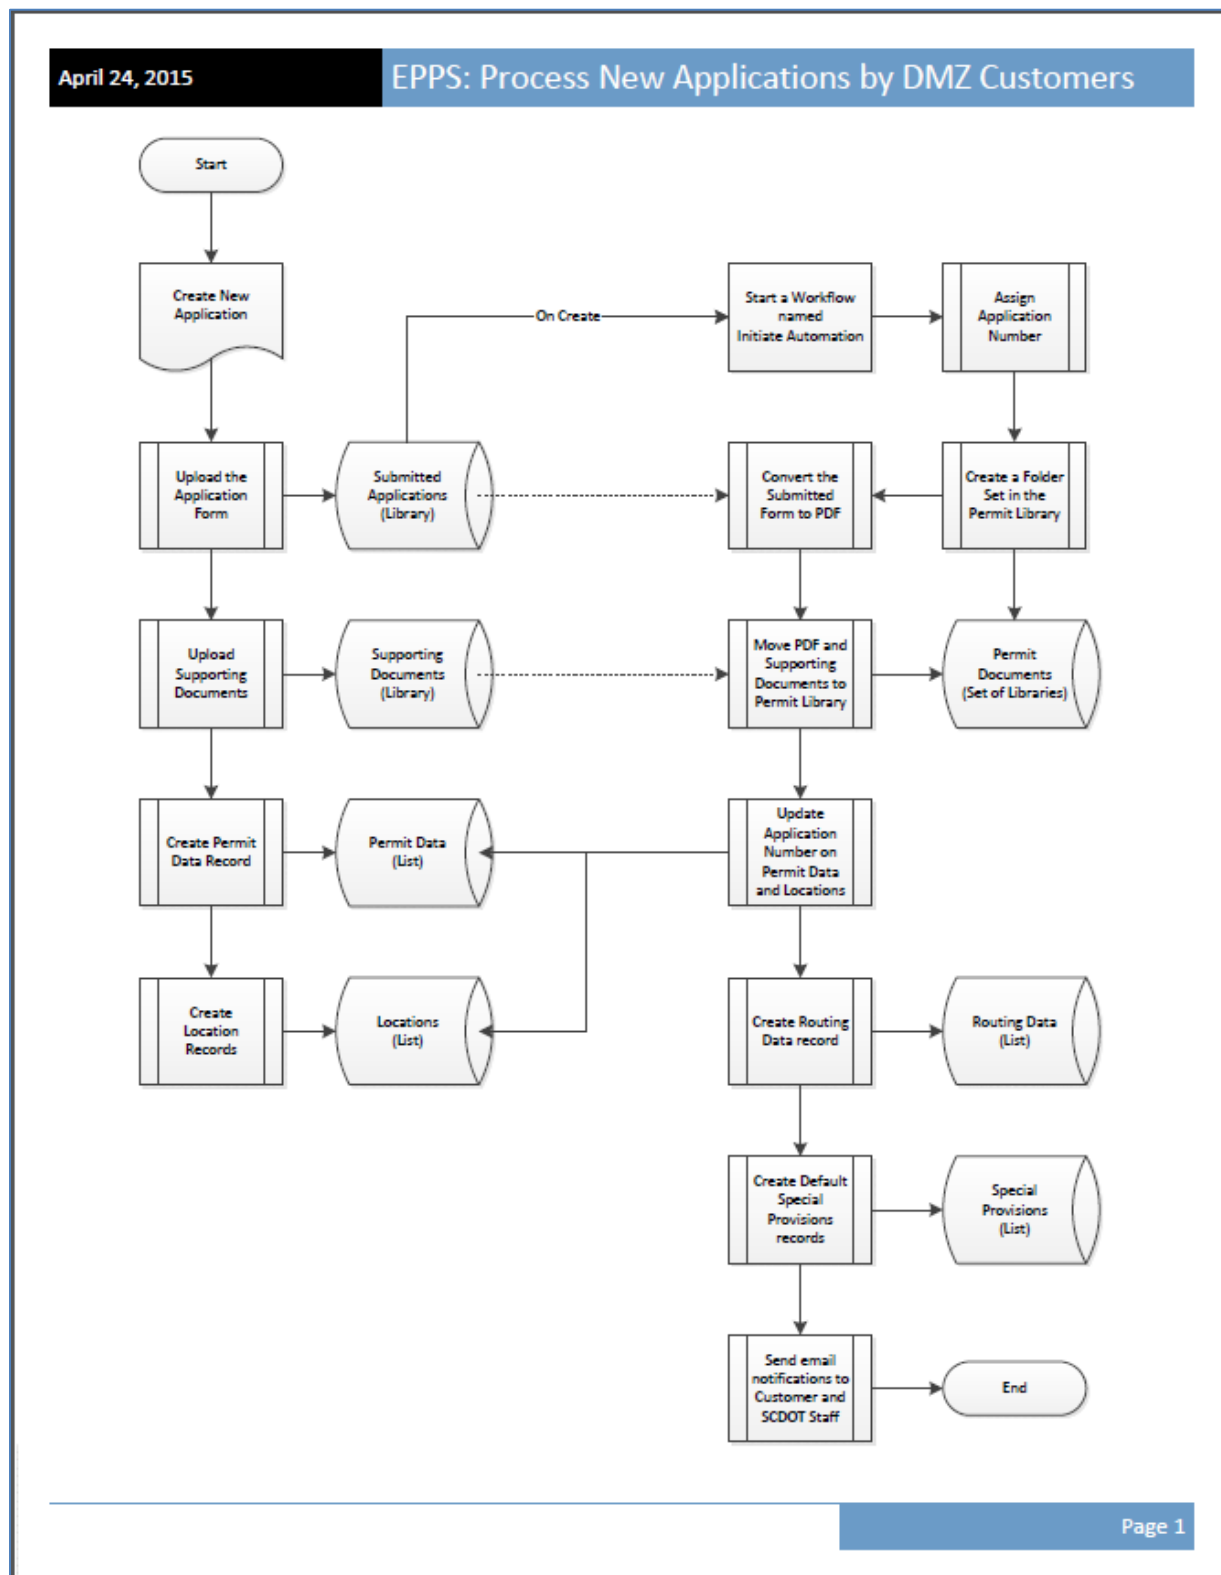 April 24, 2015
EPPS: Process New Applications by DMZ Customers
Start
Create New
Application
On Create
Start a Workflow
named
Initiate Automation
Assign
Application
Number
Upload the
Application
Form
Submitted
Applications
(Library)
Convert the
Submitted
Form to PDF
Create a Folder
Set in the
Permit Library
Upload
Supporting
Documents
Supporting
Documents
(Library)
Move PDF and
Supporting
Documents to
Permit Library
Permit
Documents
(Set of Libraries)
Create Permit
Data Record
Permit Data
(List)
Update
Application
Number on
Permit Data
and Locations
Create
Location
Records
Locations
(List)
Create Routing
Data record
Routing Data
(List)
Create Default
Special
Provisions
records
Special
Provisions
(List)
Send email
notifications to
Customer and
SCDOT Staff
End
Page 1